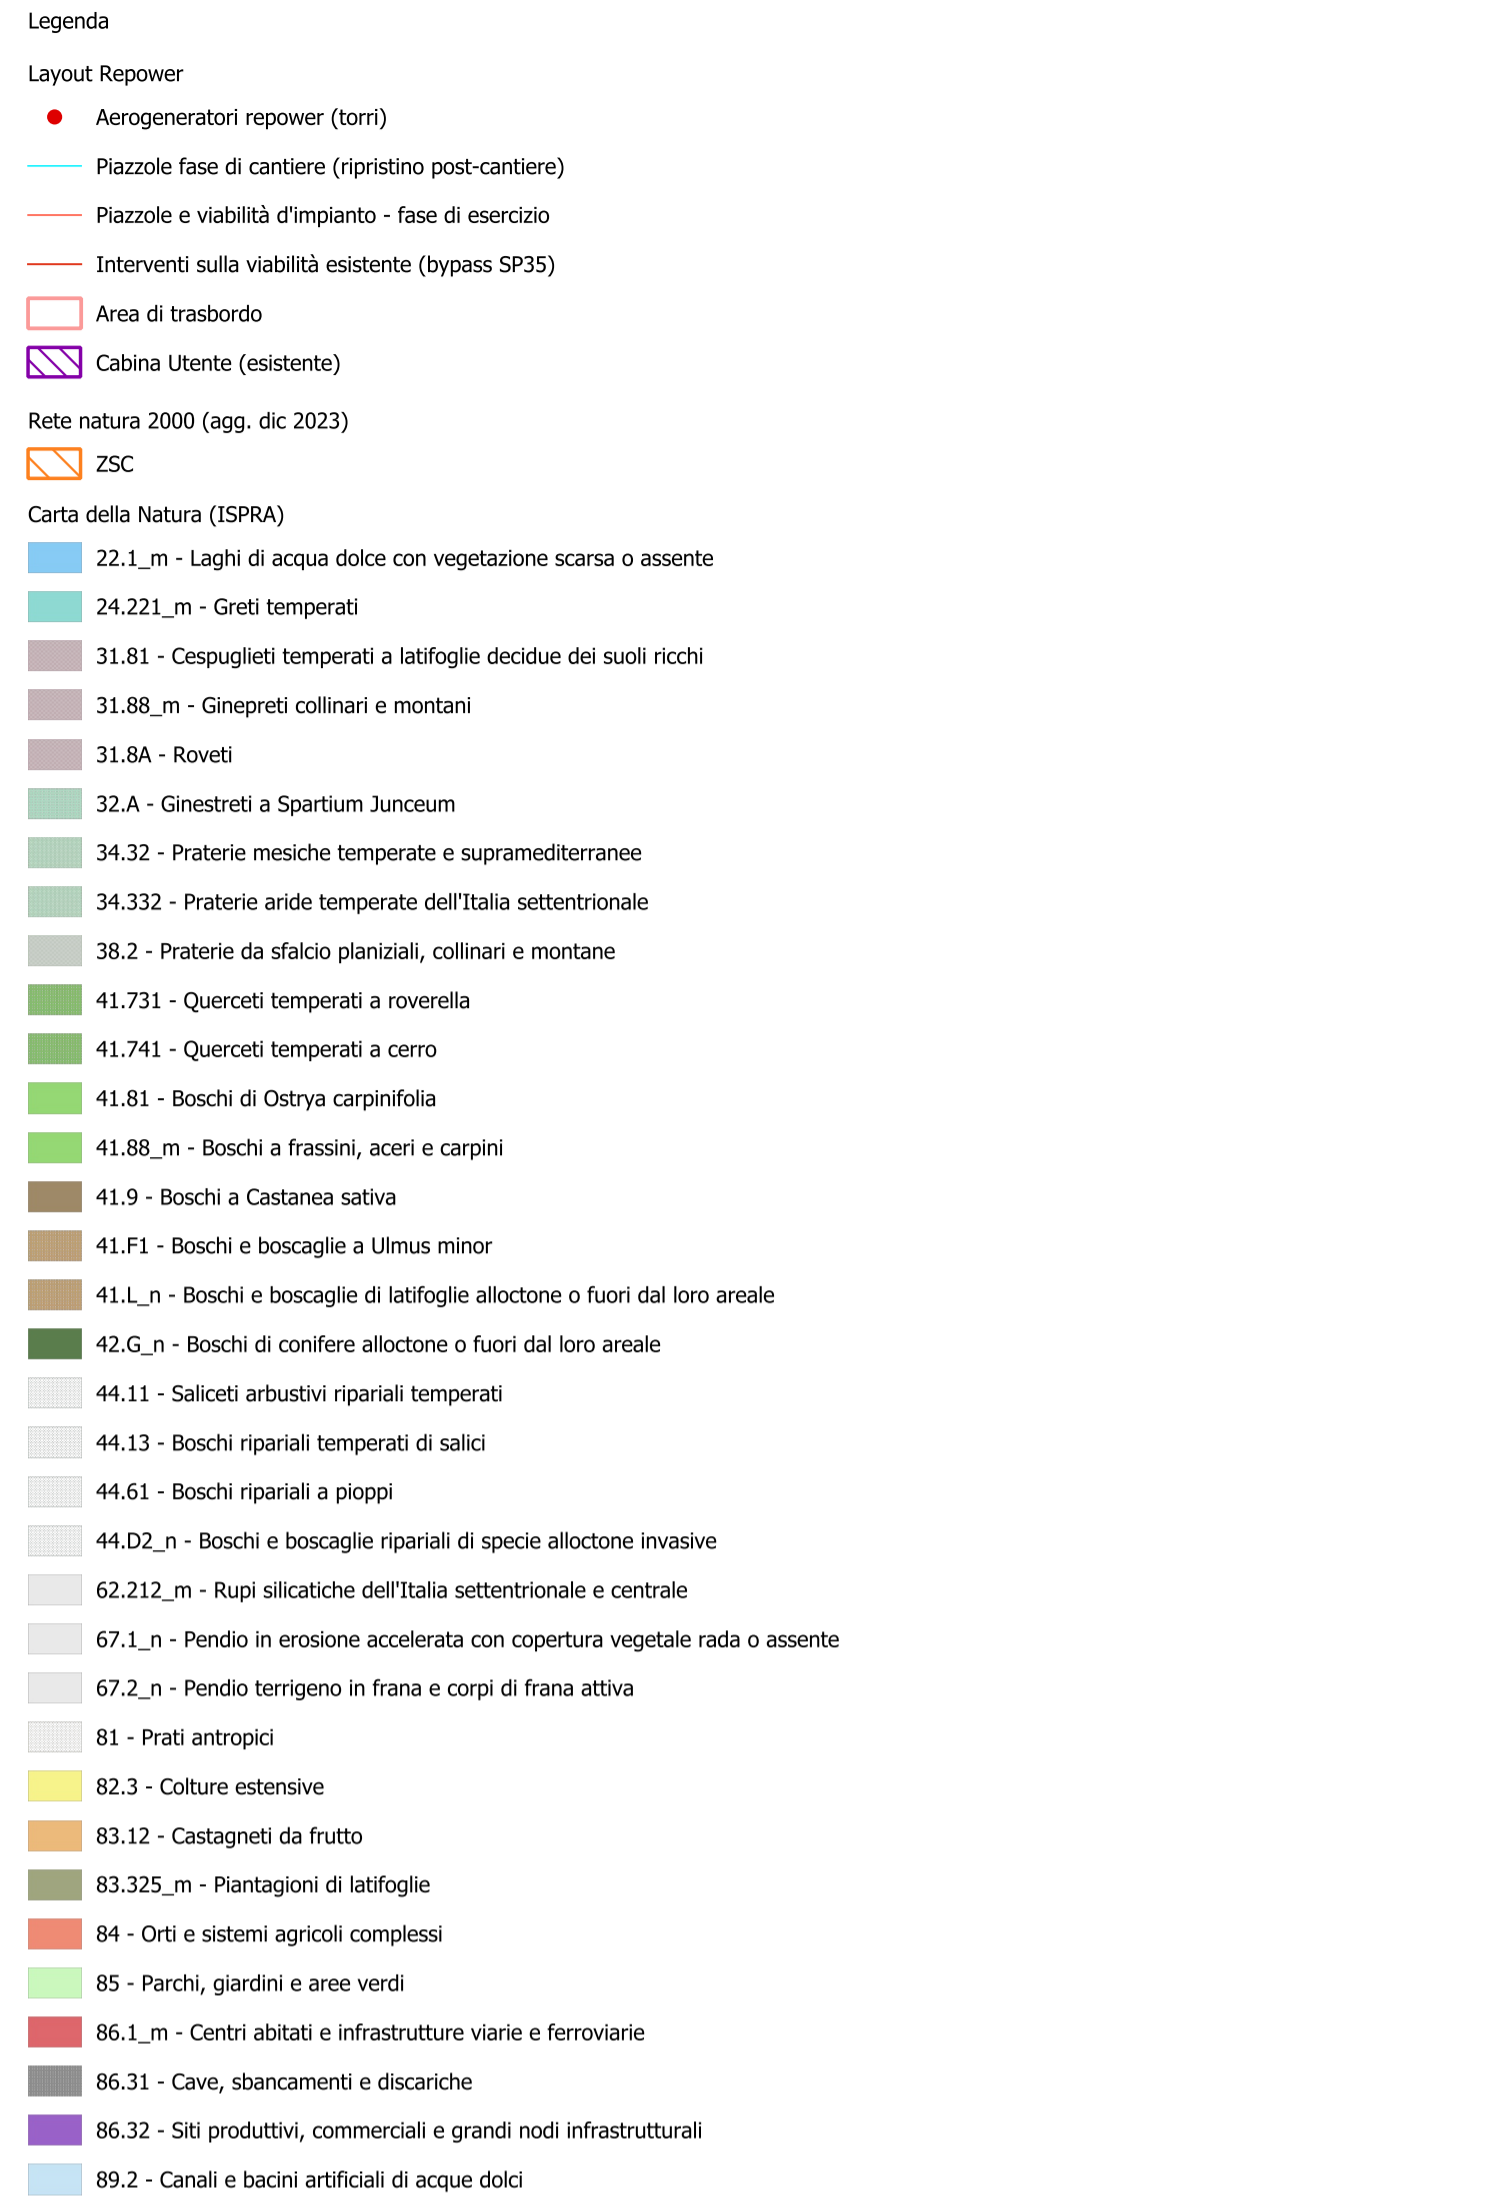 Legenda
Layout Repower
Aerogeneratori repower (torri)
Piazzole fase di cantiere (ripristino post-cantiere)
Piazzole e viabilità d'impianto - fase di esercizio
Interventi sulla viabilità esistente (bypass SP35)
Area di trasbordo
Cabina Utente (esistente)
Rete natura 2000 (agg. dic 2023)
ZSC
Carta della Natura (ISPRA)
22.1_m - Laghi di acqua dolce con vegetazione scarsa o assente
24.221_m - Greti temperati
31.81 - Cespuglieti temperati a latifoglie decidue dei suoli ricchi
31.88_m - Ginepreti collinari e montani
31.8A - Roveti
32.A - Ginestreti a Spartium Junceum
34.32 - Praterie mesiche temperate e supramediterranee
34.332 - Praterie aride temperate dell'Italia settentrionale
38.2 - Praterie da sfalcio planiziali, collinari e montane
41.731 - Querceti temperati a roverella
41.741 - Querceti temperati a cerro
41.81 - Boschi di Ostrya carpinifolia
41.88_m - Boschi a frassini, aceri e carpini
41.9 - Boschi a Castanea sativa
41.F1 - Boschi e boscaglie a Ulmus minor
41.L_n - Boschi e boscaglie di latifoglie alloctone o fuori dal loro areale
42.G_n - Boschi di conifere alloctone o fuori dal loro areale
44.11 - Saliceti arbustivi ripariali temperati
44.13 - Boschi ripariali temperati di salici
44.61 - Boschi ripariali a pioppi
44.D2_n - Boschi e boscaglie ripariali di specie alloctone invasive
62.212_m - Rupi silicatiche dell'Italia settentrionale e centrale
67.1_n - Pendio in erosione accelerata con copertura vegetale rada o assente
67.2_n - Pendio terrigeno in frana e corpi di frana attiva
81 - Prati antropici
82.3 - Colture estensive
83.12 - Castagneti da frutto
83.325_m - Piantagioni di latifoglie
84 - Orti e sistemi agricoli complessi
85 - Parchi, giardini e aree verdi
86.1_m - Centri abitati e infrastrutture viarie e ferroviarie
86.31 - Cave, sbancamenti e discariche
86.32 - Siti produttivi, commerciali e grandi nodi infrastrutturali
89.2 - Canali e bacini artificiali di acque dolci